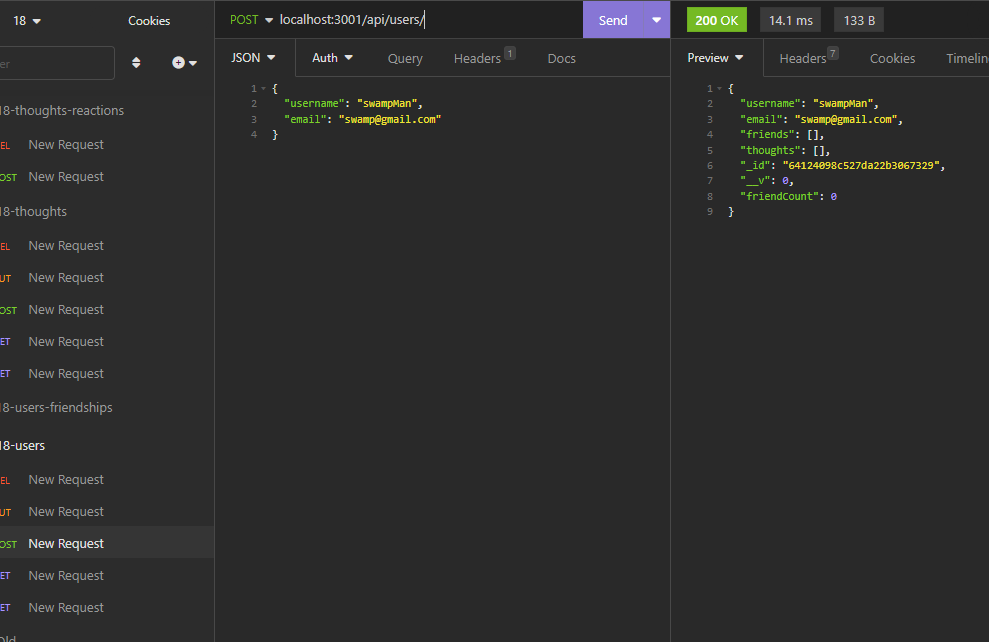 18
Cookies
er
18-thoughts-reactions
EL New Request
OST New Request
18-thoughts
EL New Request
UT New Request
OST New Request
ET New Request
ET New Request
18-users-friendships
18-users
EL New Request
UT New Request
OST New Request
ET New Request
ET New Request
Old
POST localhost:3001/api/users/
Send
JSON Auth Query Headers 1 Docs
1 {
2 "username": "swampMan",
3 "email": "swamp@gmail.com"
4 }
200 OK 14.1 ms 133 B
Preview Headers 7 Cookies Timelin
1 {
2 "username": "swampMan",
3 "email": "swamp@gmail.com",
4 "friends": [],
5 "thoughts": [],
6 "_id": "64124098c527da22b3067329",
7 "__v": 0,
8 "friendCount": 0
9 }